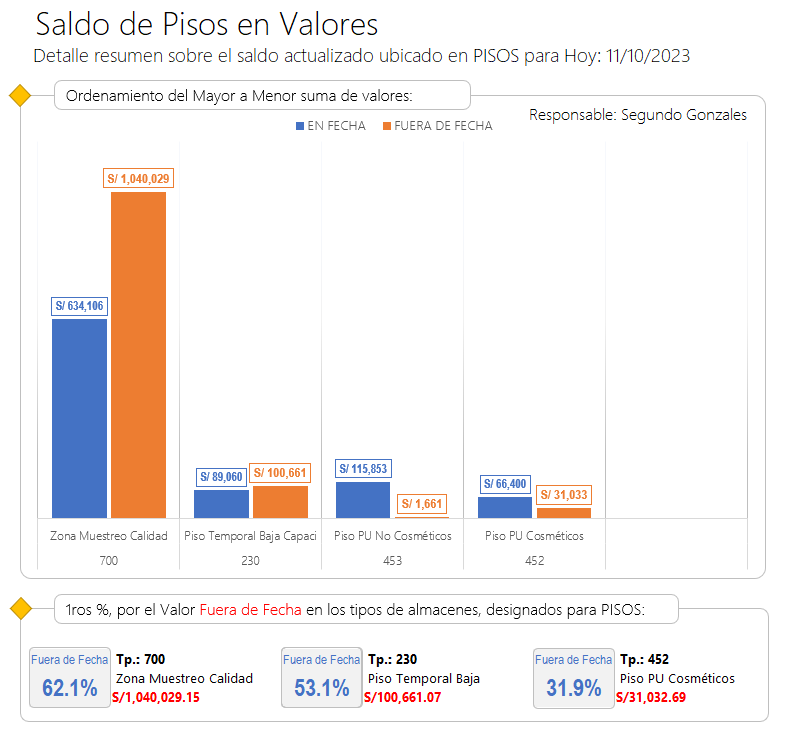 Saldo de Pisos en Valores
Detalle resumen sobre el saldo actualizado ubicado en PISOS para Hoy: 11/10/2023
Ordenamiento del Mayor a Menor suma de valores:
Responsable: Segundo Gonzales
EN FECHA FUERA DE FECHA
S/ 1,040,029
S/ 634,106
S/ 89,060 S/ 100,661 S/ 115,853 S/ 1,661 S/ 66,400 S/ 31,033
Zona Muestreo Calidad Piso Temporal Baja Capaci Piso PU No Cosméticos Piso PU Cosméticos
700 230 453 452
1ros %, por el Valor Fuera de Fecha en los tipos de almacenes, designados para PISOS:
Fuera de Fecha Tp.: 700 Fuera de Fecha Tp.: 230 Fuera de Fecha Tp.: 452
62.1% Zona Muestreo Calidad 53.1% Piso Temporal Baja 31.9% Piso PU Cosméticos
S/1,040,029.15 S/100,661.07 S/31,032.69